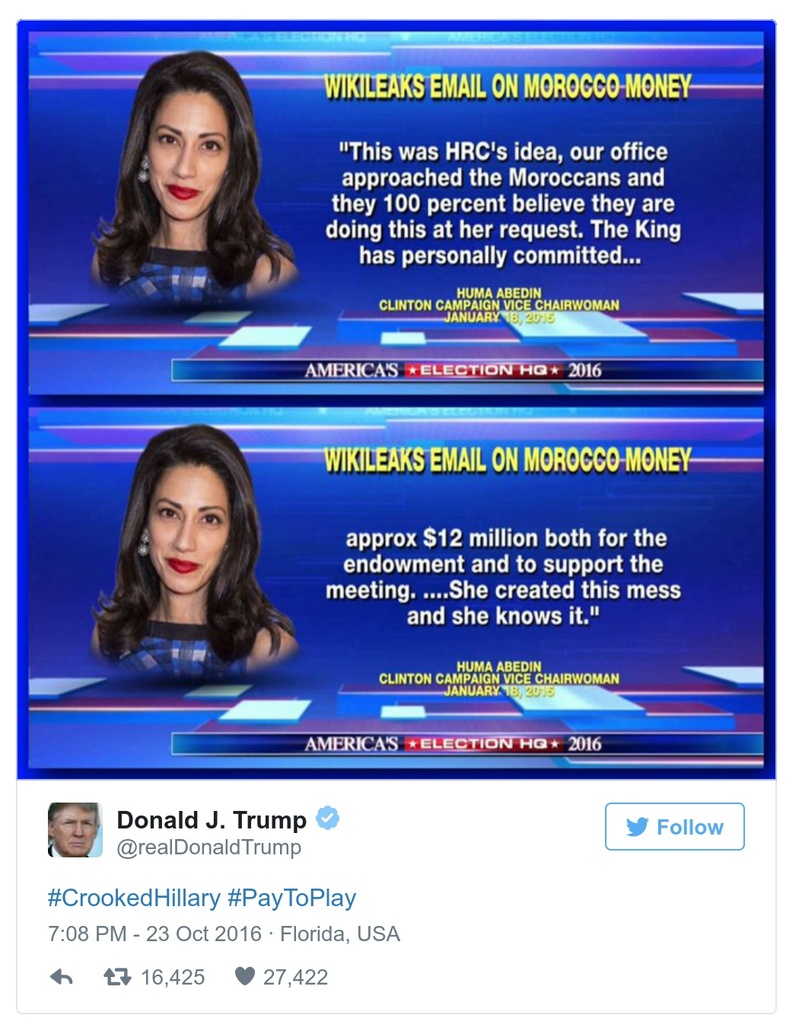 AMERICA'S ELECTION HQ
AMERICA'S ELECTION HQ
WIKILEAKS EMAIL ON MOROCCO MONEY
"This was HRC's idea, our office
approached the Moroccans and
they 100 percent believe they are
doing this at her request. The King
has personally committed...
HUMA ABEDIN
CLINTON CAMPAIGN VICE CHAIRWOMAN
JANUARY 18, 2015
AMERICA'S ★ELECTION HQ★ 2016
AMERICA'S ELECTION HQ
WIKILEAKS EMAIL ON MOROCCO MONEY
approx $12 million both for the
endowment and to support the
meeting. ....She created this mess
and she knows it."
HUMA ABEDIN
CLINTON CAMPAIGN VICE CHAIRWOMAN
JANUARY 18, 2015
AMERICA'S ★ELECTION HQ★ 2016
Donald J. Trump
@realDonaldTrump
Follow
#CrookedHillary #PayToPlay
7:08 PM - 23 Oct 2016 · Florida, USA
16,425 27,422